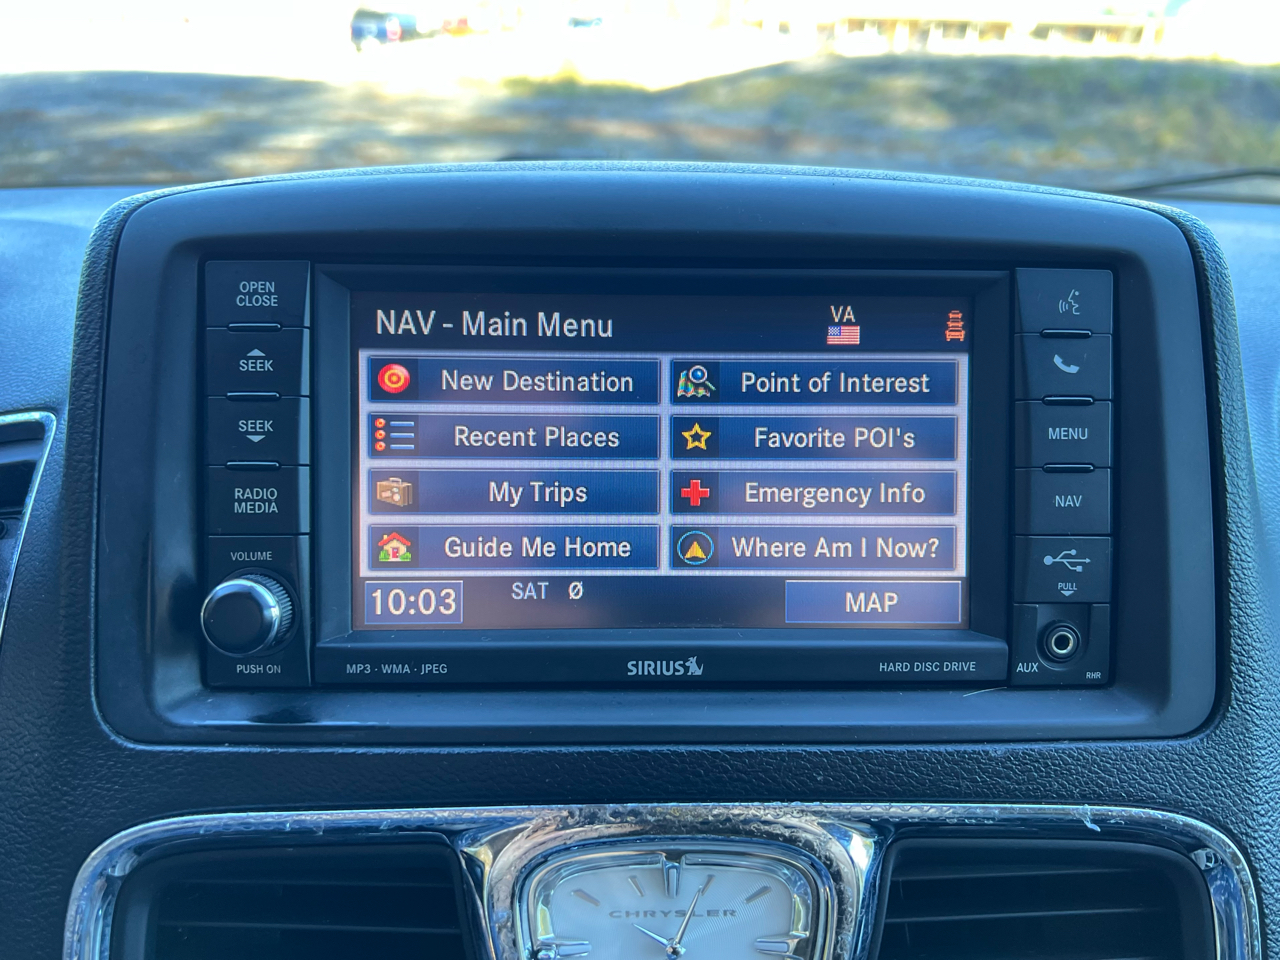 OPEN
CLOSE
SEEK
SEEK
RADIO
MEDIA
VOLUME
PUSH ON
NAV - Main Menu
VA
New Destination
Point of Interest
Recent Places
Favorite POI's
My Trips
Emergency Info
Guide Me Home
Where Am I Now?
10:03
SAT Ø
MAP
MP3 · WMA · JPEG
SIRIUS
HARD DISC DRIVE
MENU
NAV
PULL
AUX
RHR
CHRYSLER